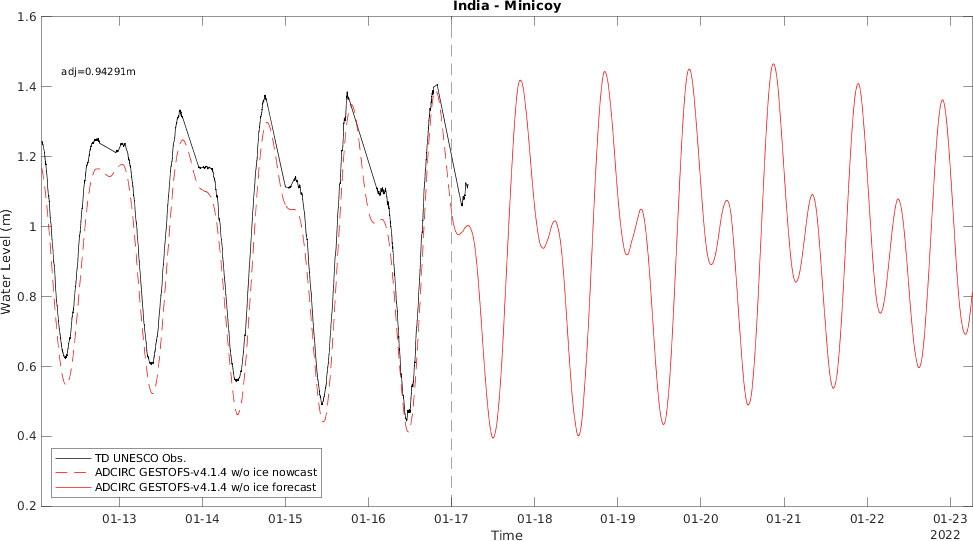 India - Minicoy
adj=0.94291m
Water Level (m)
1.6
1.4
1.2
1
0.8
0.6
0.4
0.2
TD UNESCO Obs.
ADCIRC GESTOFS-v4.1.4 w/o ice nowcast
ADCIRC GESTOFS-v4.1.4 w/o ice forecast
01-13 01-14 01-15 01-16 01-17 01-18 01-19 01-20 01-21 01-22 01-23
Time
2022